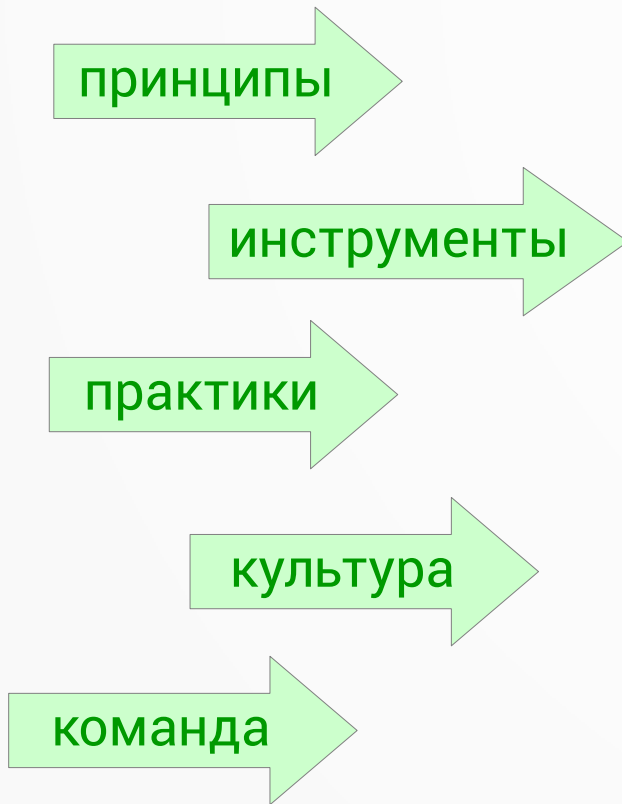 принципы
инструменты
практики
культура
команда